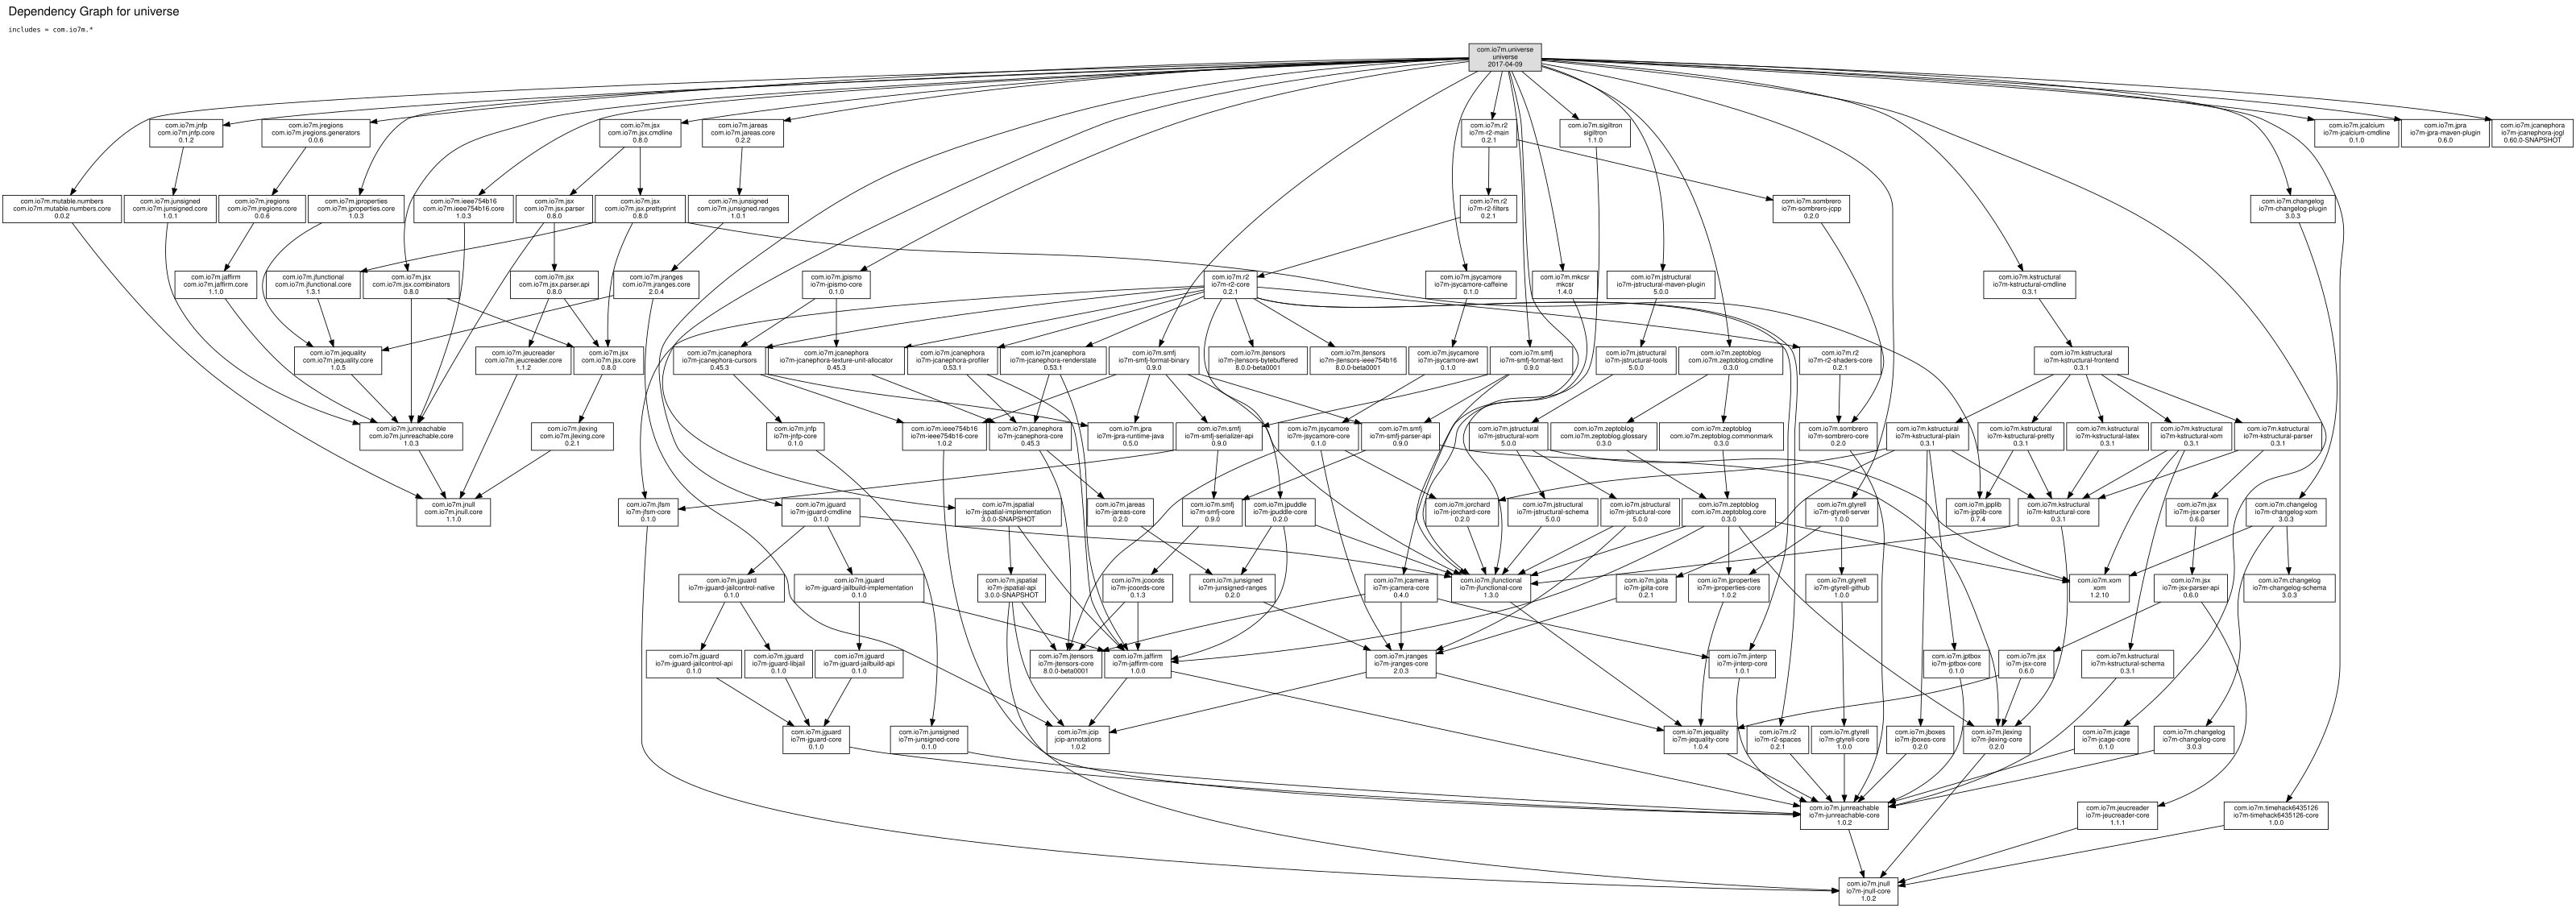 Dependency Graph for universe
includes = com.io7m.*
com.io7m.universe
universe
2017-04-09
com.io7m.jnfp
com.io7m.jnfp.core
0.1.2
com.io7m.jregions
com.io7m.jregions.generators
0.0.6
com.io7m.jsx
com.io7m.jsx.cmdline
0.8.0
com.io7m.jareas
com.io7m.jareas.core
0.2.2
com.io7m.r2
io7m-r2-main
0.2.1
com.io7m.sigiltron
sigiltron
1.1.0
com.io7m.jcalcium
io7m-jcalcium-cmdline
0.1.0
com.io7m.jpra
io7m-jpra-maven-plugin
0.6.0
com.io7m.jcanephora
io7m-jcanephora-jogl
0.60.0-SNAPSHOT
com.io7m.mutable.numbers
com.io7m.mutable.numbers.core
0.0.2
com.io7m.junsigned
com.io7m.junsigned.core
1.0.1
com.io7m.jregions
com.io7m.jregions.core
0.0.6
com.io7m.jproperties
com.io7m.jproperties.core
1.0.3
com.io7m.ieee754b16
com.io7m.ieee754b16.core
1.0.3
com.io7m.jsx
com.io7m.jsx.parser
0.8.0
com.io7m.jsx
com.io7m.jsx.prettyprint
0.8.0
com.io7m.junsigned
com.io7m.junsigned.ranges
1.0.1
com.io7m.r2
io7m-r2-filters
0.2.1
com.io7m.sombrero
io7m-sombrero-jcpp
0.2.0
com.io7m.changelog
io7m-changelog-plugin
3.0.3
com.io7m.jaffirm
com.io7m.jaffirm.core
1.1.0
com.io7m.jfunctional
com.io7m.jfunctional.core
1.3.1
com.io7m.jsx
com.io7m.jsx.combinators
0.8.0
com.io7m.jsx
com.io7m.jsx.parser.api
0.8.0
com.io7m.jranges
com.io7m.jranges.core
2.0.4
com.io7m.jpismo
io7m-jpismo-core
0.1.0
com.io7m.r2
io7m-r2-core
0.2.1
com.io7m.jsycamore
io7m-jsycamore-caffeine
0.1.0
com.io7m.mkcsr
mkcsr
1.4.0
com.io7m.jstructural
io7m-jstructural-maven-plugin
5.0.0
com.io7m.kstructural
io7m-kstructural-cmdline
0.3.1
com.io7m.jequality
com.io7m.jequality.core
1.0.5
com.io7m.jeucreader
com.io7m.jeucreader.core
1.1.2
com.io7m.jsx
com.io7m.jsx.core
0.8.0
com.io7m.jcanephora
io7m-jcanephora-cursors
0.45.3
com.io7m.jcanephora
io7m-jcanephora-texture-unit-allocator
0.45.3
com.io7m.jcanephora
io7m-jcanephora-profiler
0.53.1
com.io7m.jcanephora
io7m-jcanephora-renderstate
0.53.1
com.io7m.smfj
io7m-smfj-format-binary
0.9.0
com.io7m.jtensors
io7m-jtensors-bytebuffered
8.0.0-beta0001
com.io7m.jtensors
io7m-jtensors-ieee754b16
8.0.0-beta0001
com.io7m.jsycamore
io7m-jsycamore-awt
0.1.0
com.io7m.smfj
io7m-smfj-format-text
0.9.0
com.io7m.jstructural
io7m-jstructural-tools
5.0.0
com.io7m.zeptoblog
com.io7m.zeptoblog.cmdline
0.3.0
com.io7m.r2
io7m-r2-shaders-core
0.2.1
com.io7m.kstructural
io7m-kstructural-frontend
0.3.1
com.io7m.junreachable
com.io7m.junreachable.core
1.0.3
com.io7m.jlexing
com.io7m.jlexing.core
0.2.1
com.io7m.jnfp
io7m-jnfp-core
0.1.0
com.io7m.ieee754b16
io7m-ieee754b16-core
1.0.2
com.io7m.jcanephora
io7m-jcanephora-core
0.45.3
com.io7m.jpra
io7m-jpra-runtime-java
0.5.0
com.io7m.smfj
io7m-smfj-serializer-api
0.9.0
com.io7m.jsycamore
io7m-jsycamore-core
0.1.0
com.io7m.smfj
io7m-smfj-parser-api
0.9.0
com.io7m.jstructural
io7m-jstructural-xom
5.0.0
com.io7m.zeptoblog
com.io7m.zeptoblog.glossary
0.3.0
com.io7m.zeptoblog
com.io7m.zeptoblog.commonmark
0.3.0
com.io7m.sombrero
io7m-sombrero-core
0.2.0
com.io7m.kstructural
io7m-kstructural-plain
0.3.1
com.io7m.kstructural
io7m-kstructural-pretty
0.3.1
com.io7m.kstructural
io7m-kstructural-latex
0.3.1
com.io7m.kstructural
io7m-kstructural-xom
0.3.1
com.io7m.kstructural
io7m-kstructural-parser
0.3.1
com.io7m.jnull
com.io7m.jnull.core
1.1.0
com.io7m.jfsm
io7m-jfsm-core
0.1.0
com.io7m.jguard
io7m-jguard-cmdline
0.1.0
com.io7m.jspatial
io7m-jspatial-implementation
3.0.0-SNAPSHOT
com.io7m.jareas
io7m-jareas-core
0.2.0
com.io7m.smfj
io7m-smfj-core
0.9.0
com.io7m.jpuddle
io7m-jpuddle-core
0.2.0
com.io7m.jorchard
io7m-jorchard-core
0.2.0
com.io7m.jstructural
io7m-jstructural-schema
5.0.0
com.io7m.jstructural
io7m-jstructural-core
5.0.0
com.io7m.zeptoblog
com.io7m.zeptoblog.core
0.3.0
com.io7m.gtyrell
io7m-gtyrell-server
1.0.0
com.io7m.jpplib
io7m-jpplib-core
0.7.4
com.io7m.kstructural
io7m-kstructural-core
0.3.1
com.io7m.jsx
io7m-jsx-parser
0.6.0
com.io7m.changelog
io7m-changelog-xom
3.0.3
com.io7m.jguard
io7m-jguard-jailcontrol-native
0.1.0
com.io7m.jguard
io7m-jguard-jailbuild-implementation
0.1.0
com.io7m.jspatial
io7m-jspatial-api
3.0.0-SNAPSHOT
com.io7m.jcoords
io7m-jcoords-core
0.1.3
com.io7m.junsigned
io7m-junsigned-ranges
0.2.0
com.io7m.jcamera
io7m-jcamera-core
0.4.0
com.io7m.jfunctional
io7m-jfunctional-core
1.3.0
com.io7m.jpita
io7m-jpita-core
0.2.1
com.io7m.jproperties
io7m-jproperties-core
1.0.2
com.io7m.gtyrell
io7m-gtyrell-github
1.0.0
com.io7m.xom
xom
1.2.10
com.io7m.jsx
io7m-jsx-parser-api
0.6.0
com.io7m.changelog
io7m-changelog-schema
3.0.3
com.io7m.jguard
io7m-jguard-jailcontrol-api
0.1.0
com.io7m.jguard
io7m-jguard-libjail
0.1.0
com.io7m.jguard
io7m-jguard-jailbuild-api
0.1.0
com.io7m.jtensors
io7m-jtensors-core
8.0.0-beta0001
com.io7m.jaffirm
io7m-jaffirm-core
1.0.0
com.io7m.jranges
io7m-jranges-core
2.0.3
com.io7m.jinterp
io7m-jinterp-core
1.0.1
com.io7m.jptbox
io7m-jptbox-core
0.1.0
com.io7m.jsx
io7m-jsx-core
0.6.0
com.io7m.kstructural
io7m-kstructural-schema
0.3.1
com.io7m.jguard
io7m-jguard-core
0.1.0
com.io7m.junsigned
io7m-junsigned-core
0.1.0
com.io7m.jcip
jcip-annotations
1.0.2
com.io7m.jequality
io7m-jequality-core
1.0.4
com.io7m.r2
io7m-r2-spaces
0.2.1
com.io7m.gtyrell
io7m-gtyrell-core
1.0.0
com.io7m.jboxes
io7m-jboxes-core
0.2.0
com.io7m.jlexing
io7m-jlexing-core
0.2.0
com.io7m.jcage
io7m-jcage-core
0.1.0
com.io7m.changelog
io7m-changelog-core
3.0.3
com.io7m.junreachable
io7m-junreachable-core
1.0.2
com.io7m.jeucreader
io7m-jeucreader-core
1.1.1
com.io7m.timehack6435126
io7m-timehack6435126-core
1.0.0
com.io7m.jnull
io7m-jnull-core
1.0.2